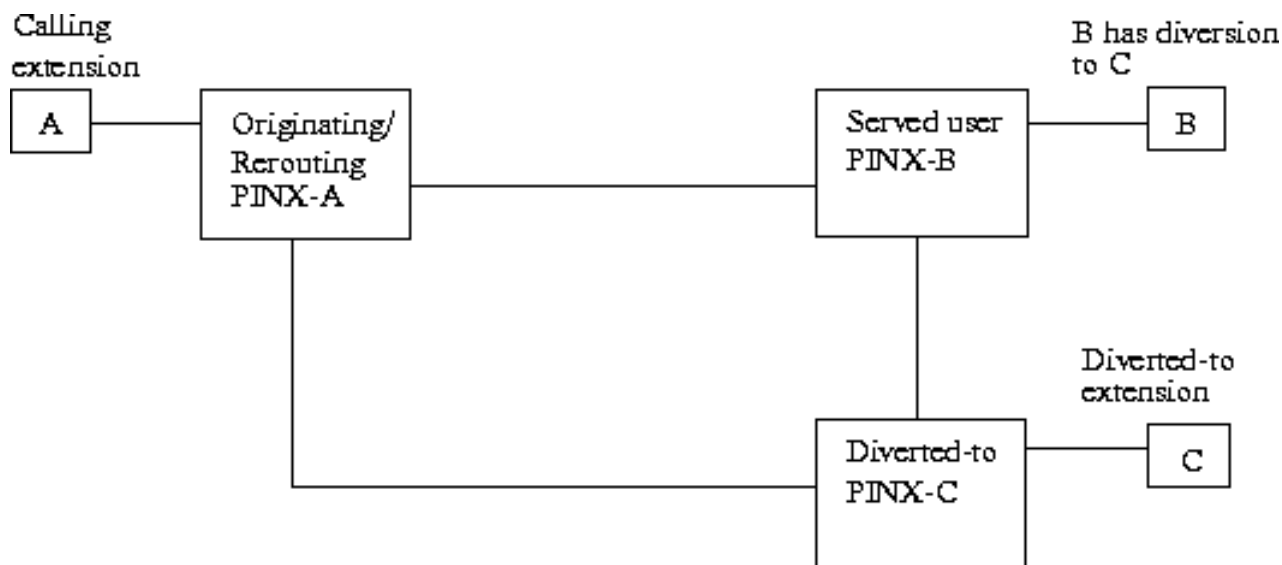 Calling
extension
A
Originating/
Rerouting
PINX-A
Served user
PINX-B
B has diversion
to C
B
Diverted-to
PINX-C
Diverted-to
extension
C